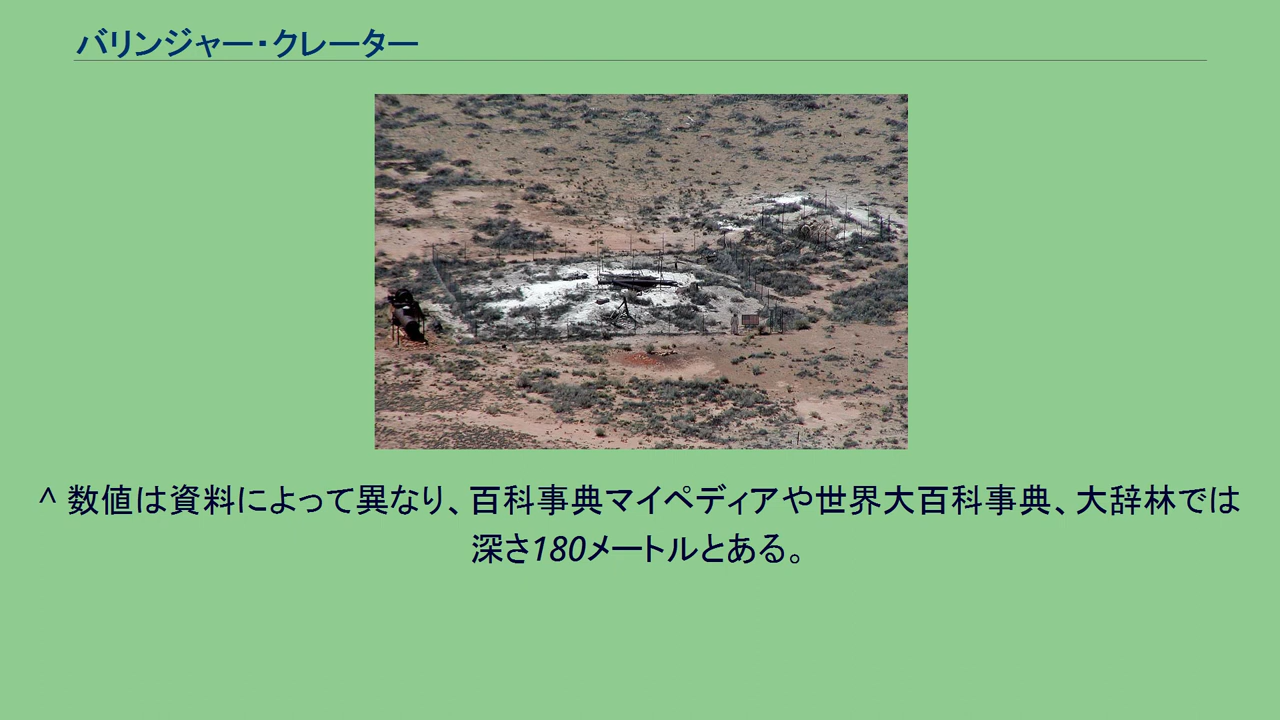 バリンジャー・クレーター
^ 数値は資料によって異なり、百科事典マイペディアや世界大百科事典、大辞林では
深さ180メートルとある。